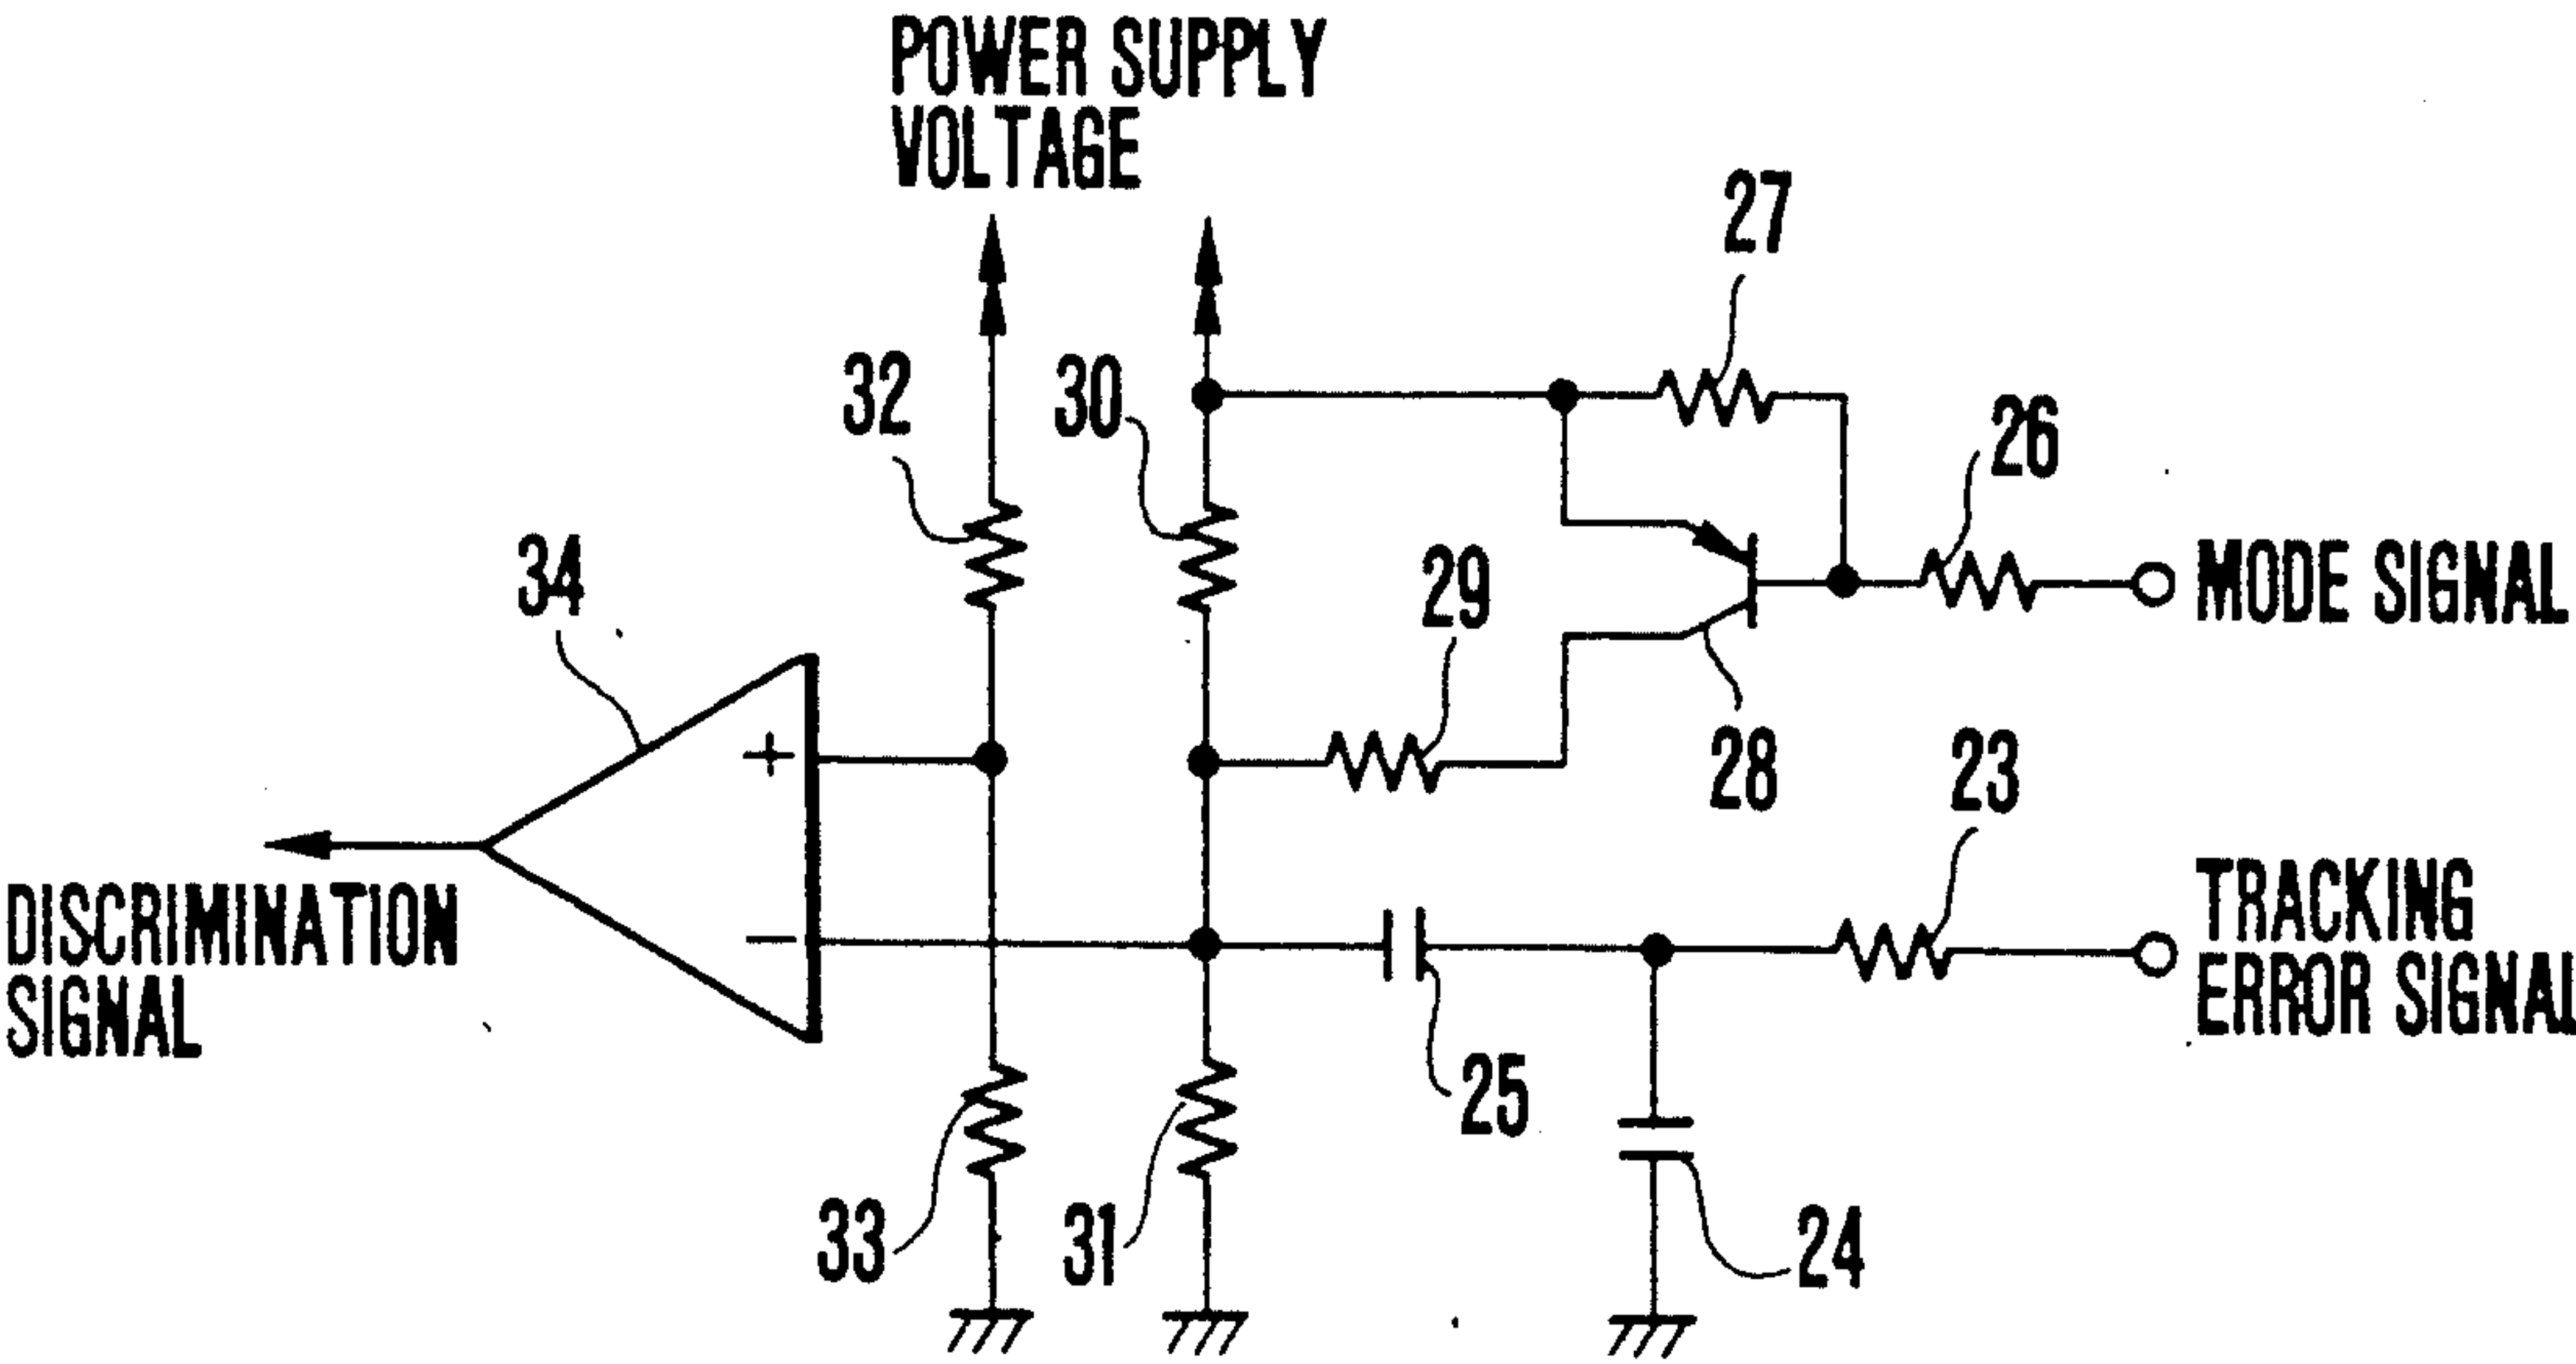 POWER SUPPLY
VOLTAGE
27
32
30
26
34
29
MODE SIGNAL
+
28
23
TRACKING
ERROR SIGNAL
−
DISCRIMINATION
SIGNAL
25
33
31
24